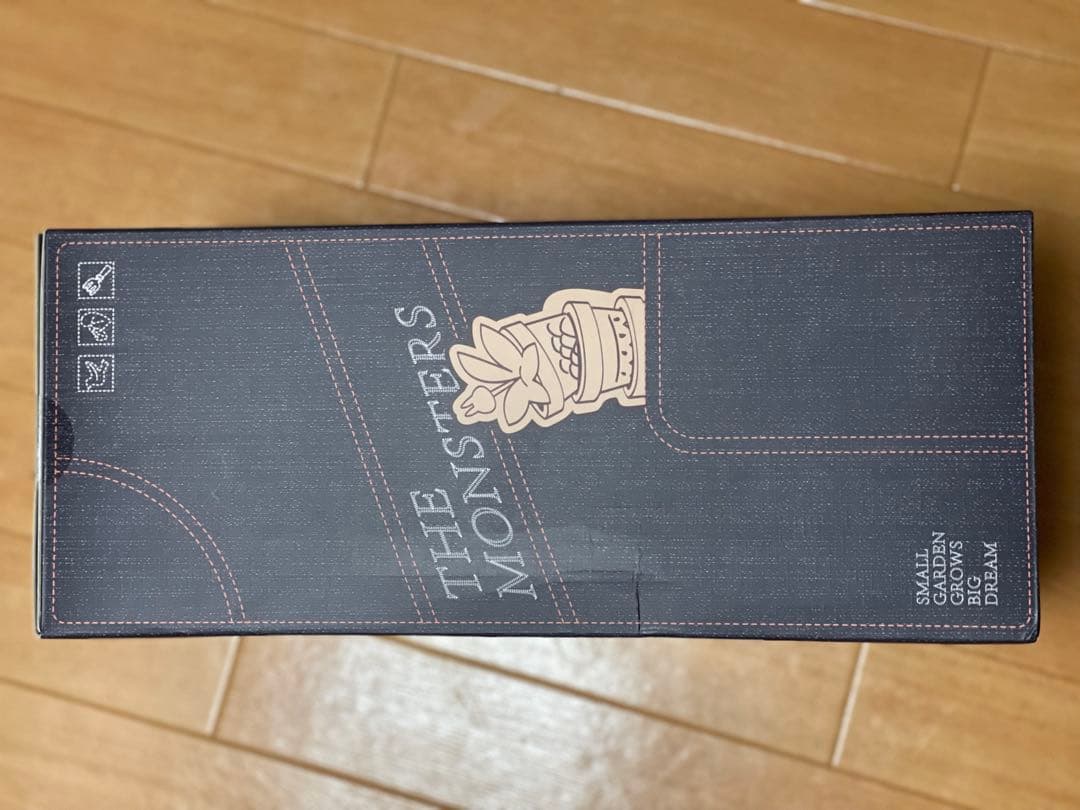 THE
MONSTERS
SMALL
GARDEN
GROWS
BIG
DREAM